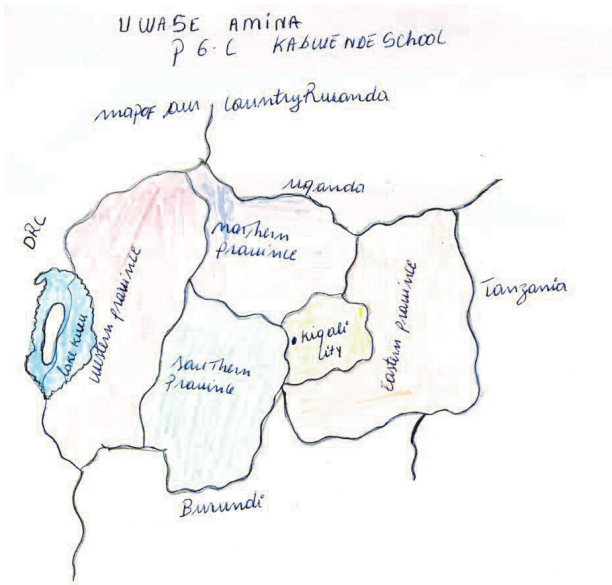 UWASE AMINA
P 6.C KABWENDE SCHOOL
map of our Country Rwanda
Uganda
DRC
Northern
Province
Western Province
Lake Kivu
Tanzania
Kigali
City
Eastern Province
Southern
Province
Burundi